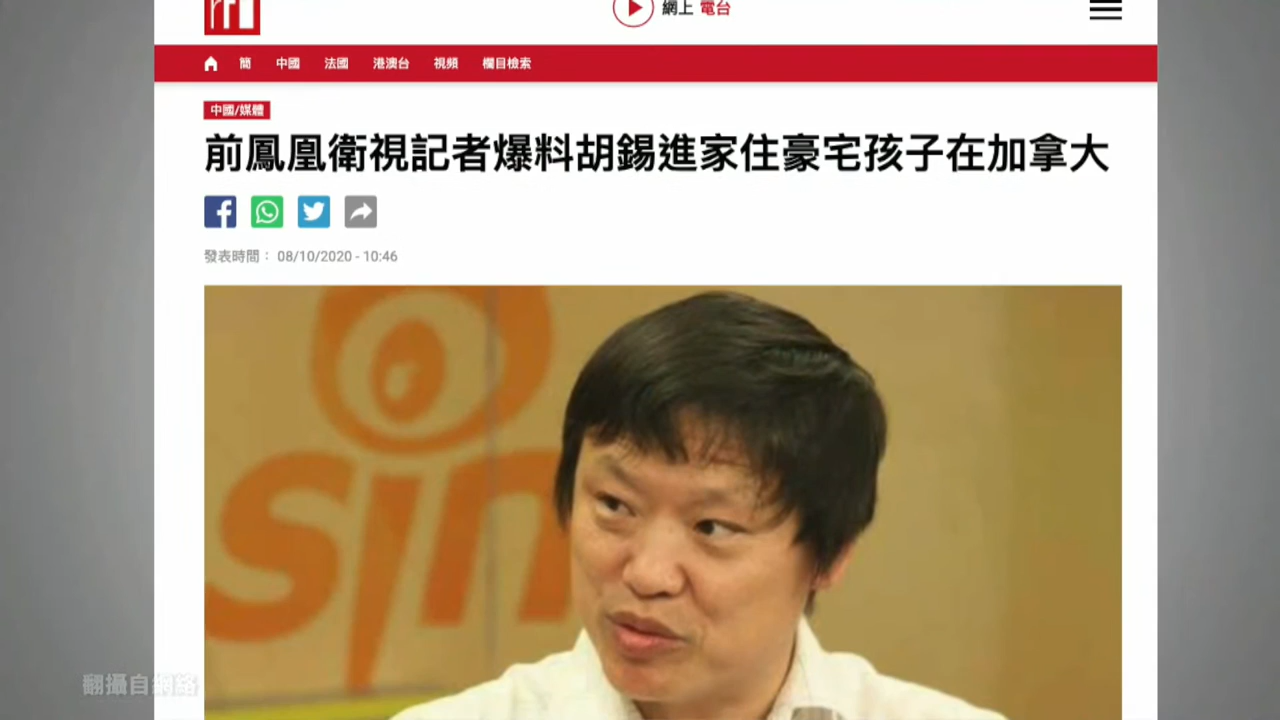 rfi
網上 電台
簡 中國 法國 港澳台 視頻 欄目檢索
中國/媒體
前鳳凰衛視記者爆料胡錫進家住豪宅孩子在加拿大
發表時間： 08/10/2020 - 10:46
sin
翻攝自網絡